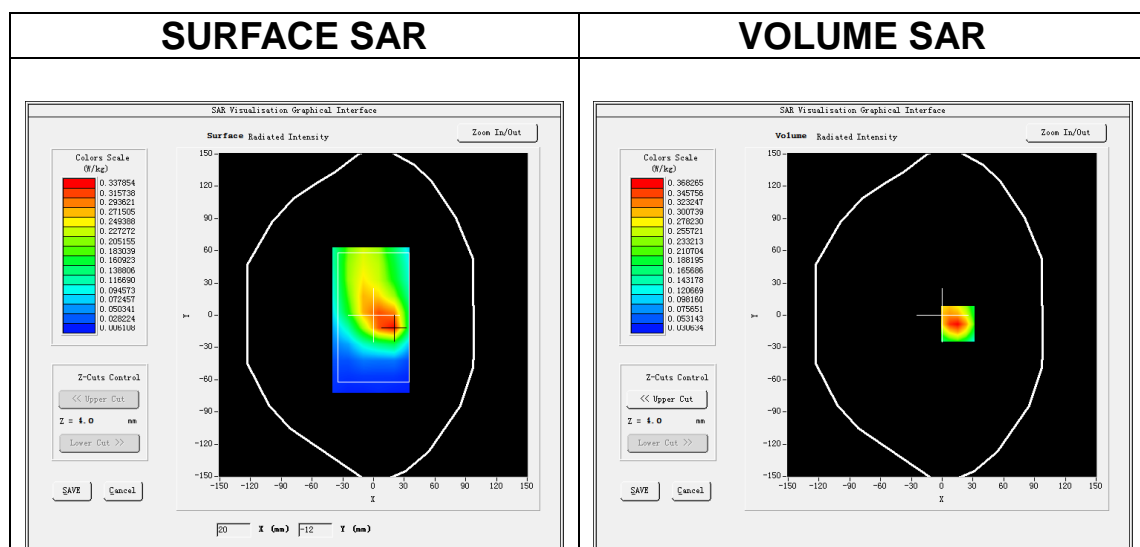 SURFACE SAR
VOLUME SAR
SAR Visualisation Graphical Interface
Surface Radiated Intensity
Zoom In/Out
Colors Scale
(W/kg)
0.337854
0.315738
0.293621
0.271505
0.249388
0.227272
0.205155
0.183039
0.160923
0.138806
0.116690
0.094573
0.072457
0.050341
0.028224
0.006108
150
120
90
60
30
0
-30
-60
-90
-120
-150
Y
-150 -120 -90 -60 -30 0 30 60 90 120 150
X
Z-Cuts Control
<< Upper Cut
Z = 4.0 mm
Lower Cut >>
SAVE Cancel
20 X (mm) -12 Y (mm)
SAR Visualisation Graphical Interface
Volume Radiated Intensity
Zoom In/Out
Colors Scale
(W/kg)
0.368265
0.345756
0.323247
0.300739
0.278230
0.255721
0.233213
0.210704
0.188195
0.165686
0.143178
0.120669
0.098160
0.075651
0.053143
0.030634
150
120
90
60
30
0
-30
-60
-90
-120
-150
Y
-150 -120 -90 -60 -30 0 30 60 90 120 150
X
Z-Cuts Control
<< Upper Cut
Z = 4.0 mm
Lower Cut >>
SAVE Cancel